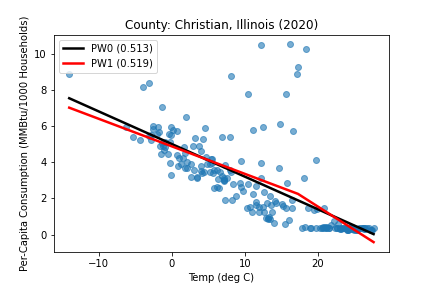 County: Christian, Illinois (2020)
PW0 (0.513)
PW1 (0.519)
Per-Capita Consumption (MMBtu/1000 Households)
10
8
6
4
2
0
−10
0
10
20
Temp (deg C)